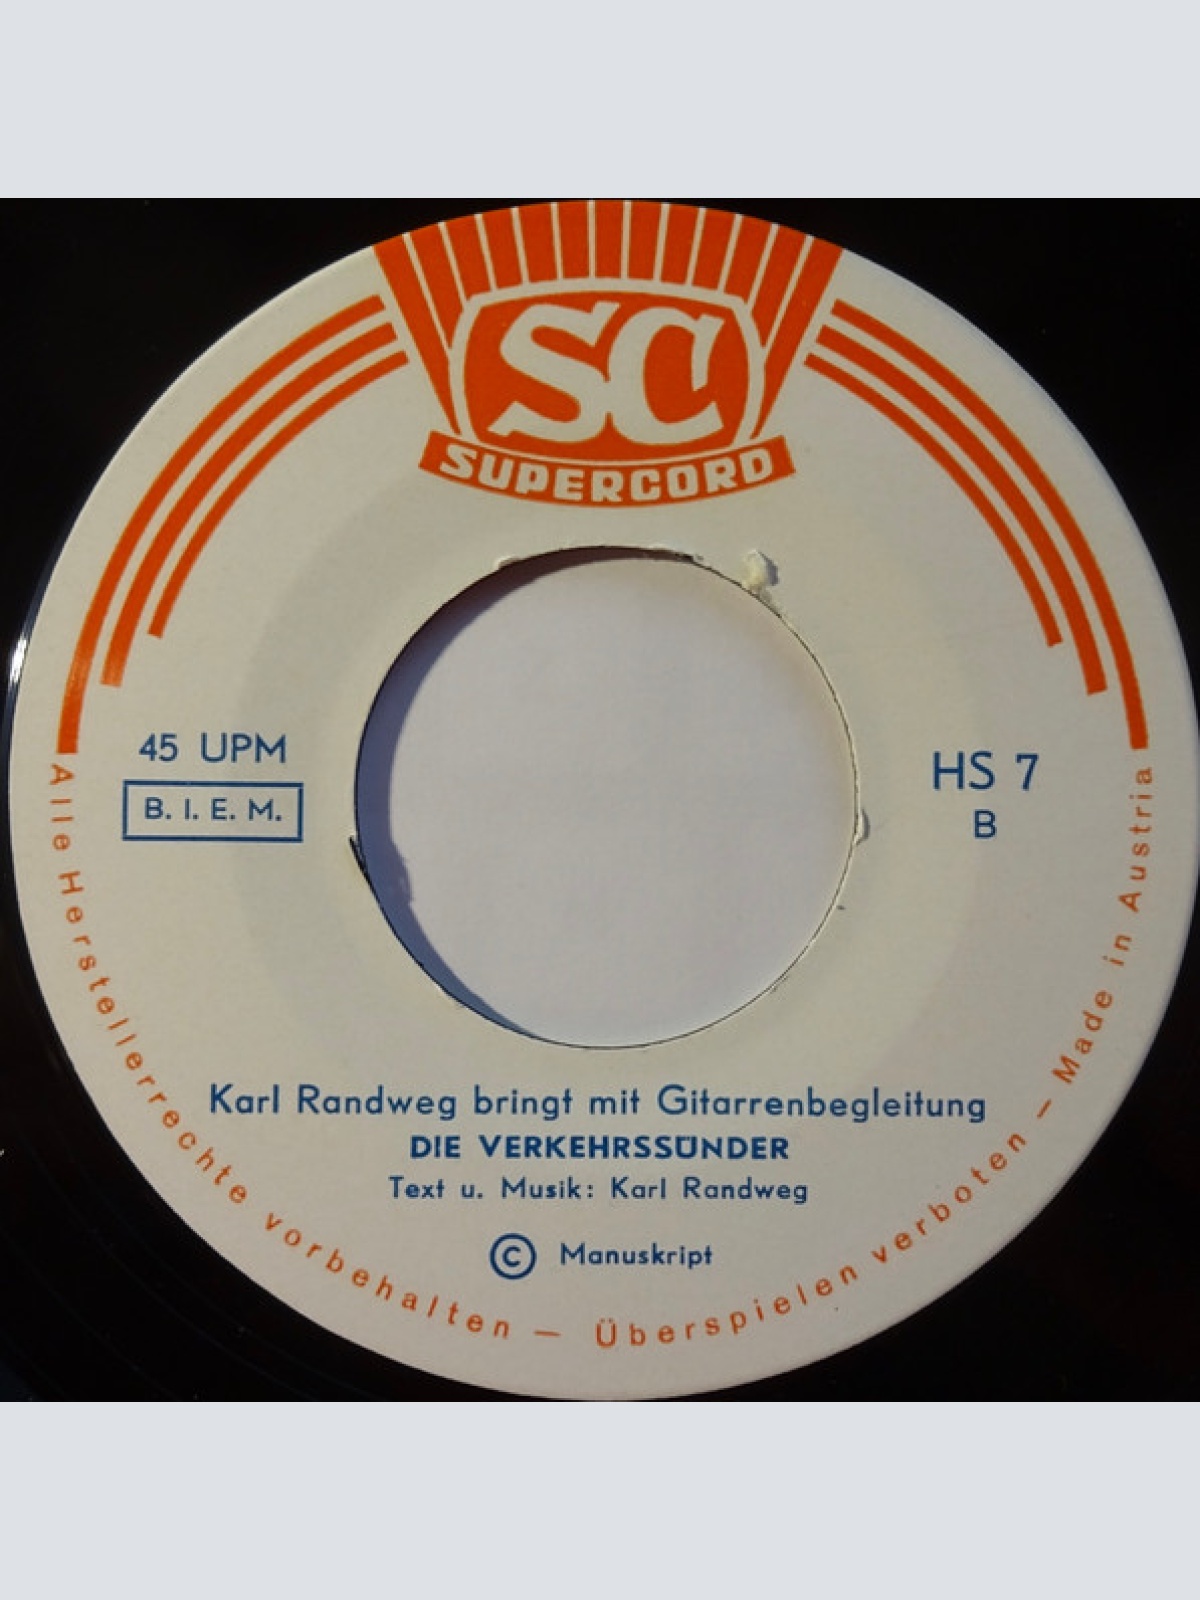 SC
SUPERCORD
45 UPM
B. I. E. M.
HS 7
B
Karl Randweg bringt mit Gitarrenbegleitung
DIE VERKEHRSSÜNDER
Text u. Musik: Karl Randweg
© Manuskript
Alle Herstellerrechte vorbehalten — Überspielen verboten — Made in Austria